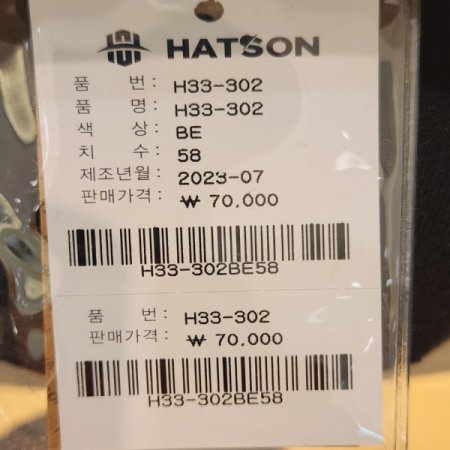 HATSON
품 번 : H33-302
품 명 : H33-302
색 상 : BE
치 수 : 58
제조년월 : 2023-07
판매가격 : ₩ 70,000
H33-302BE58
품 번 : H33-302
판매가격 : ₩ 70,000
H33-302BE58